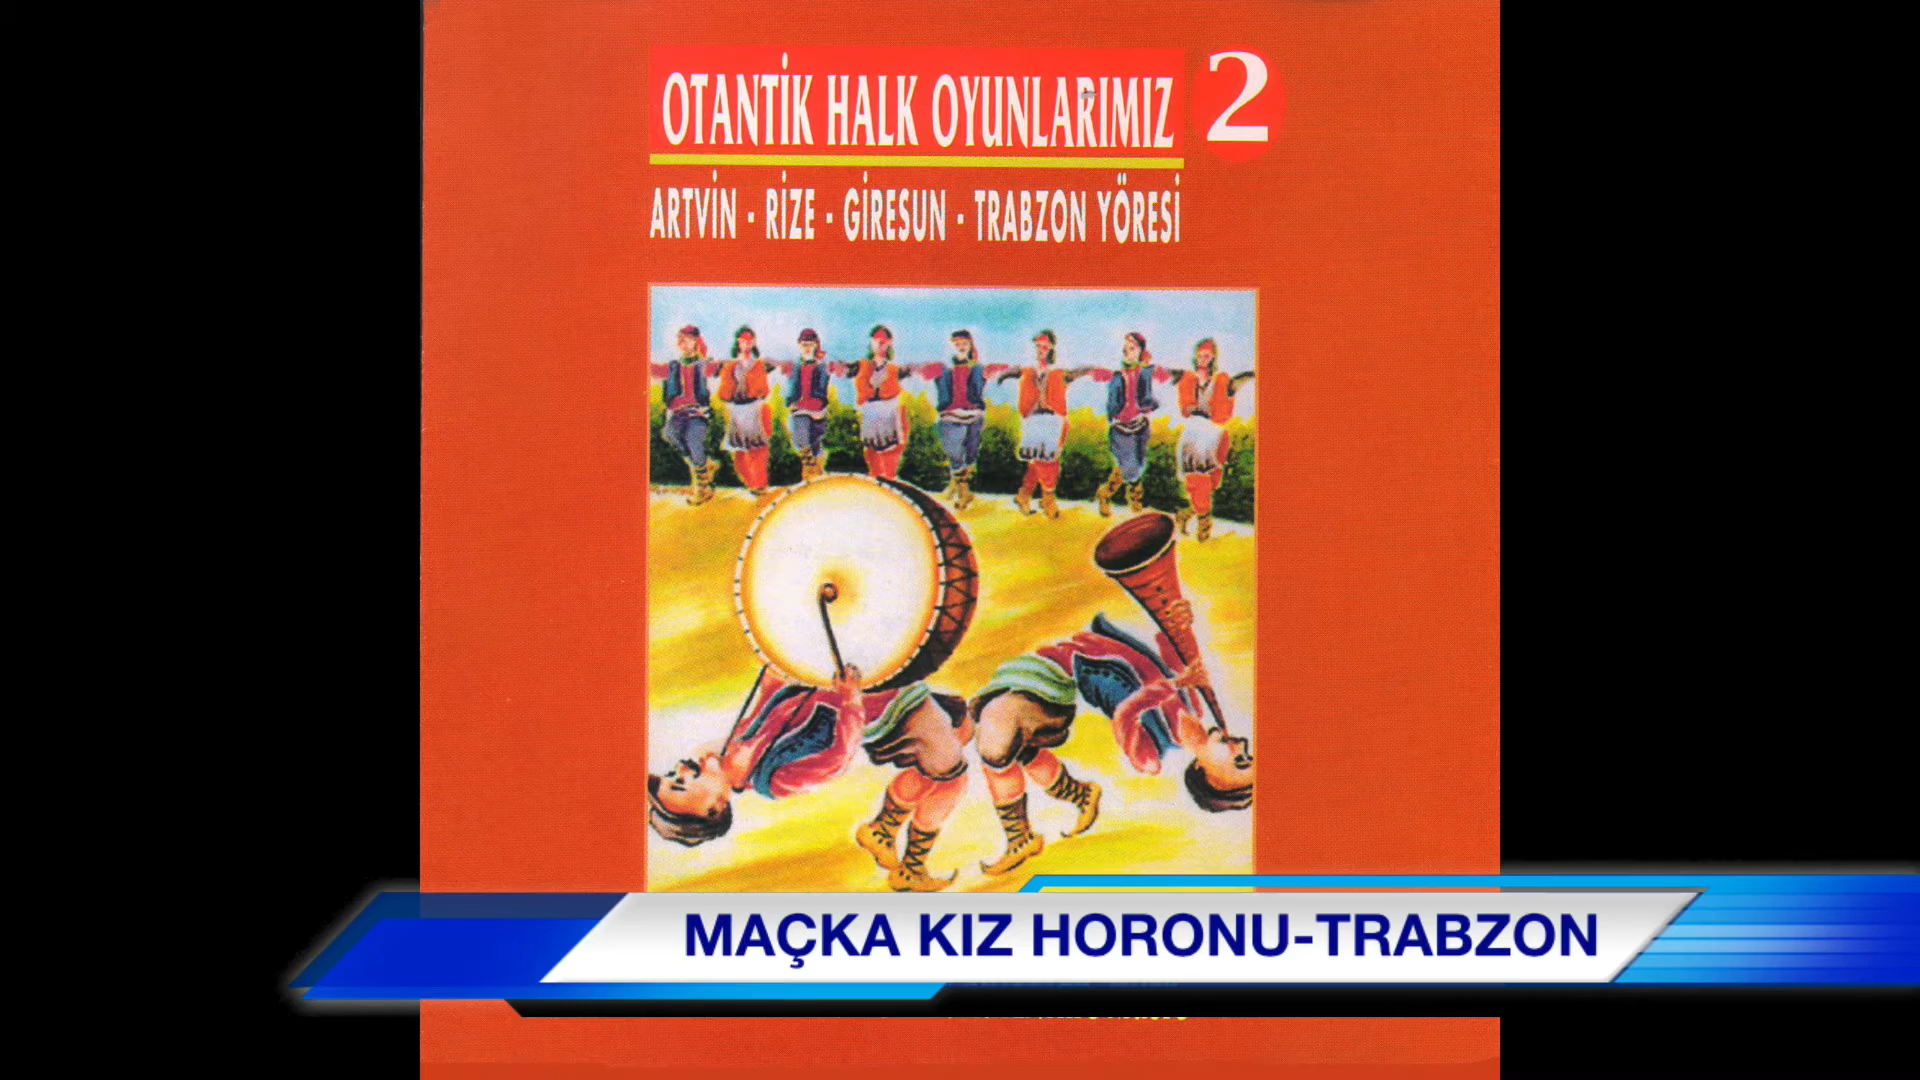 OTANTİK HALK OYUNLARIMIZ 2
ARTVİN - RİZE - GİRESUN - TRABZON YÖRESİ
MAÇKA KIZ HORONU-TRABZON